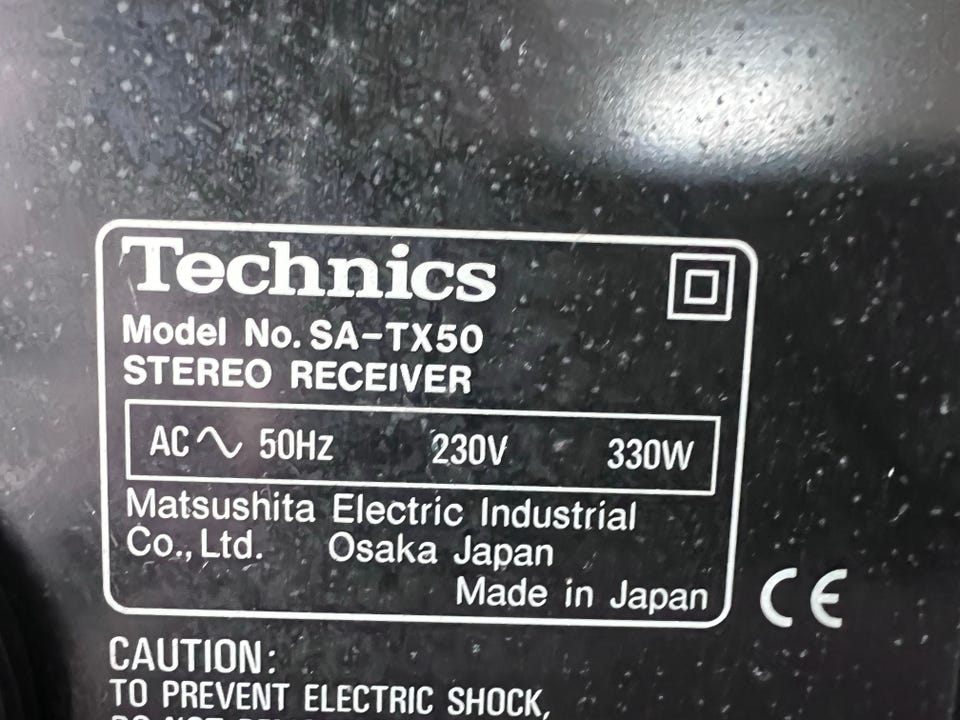 Technics
Model No. SA-TX50
STEREO RECEIVER
AC 50Hz 230V 330W
Matsushita Electric Industrial
Co., Ltd. Osaka Japan
Made in Japan
CE
CAUTION:
TO PREVENT ELECTRIC SHOCK,